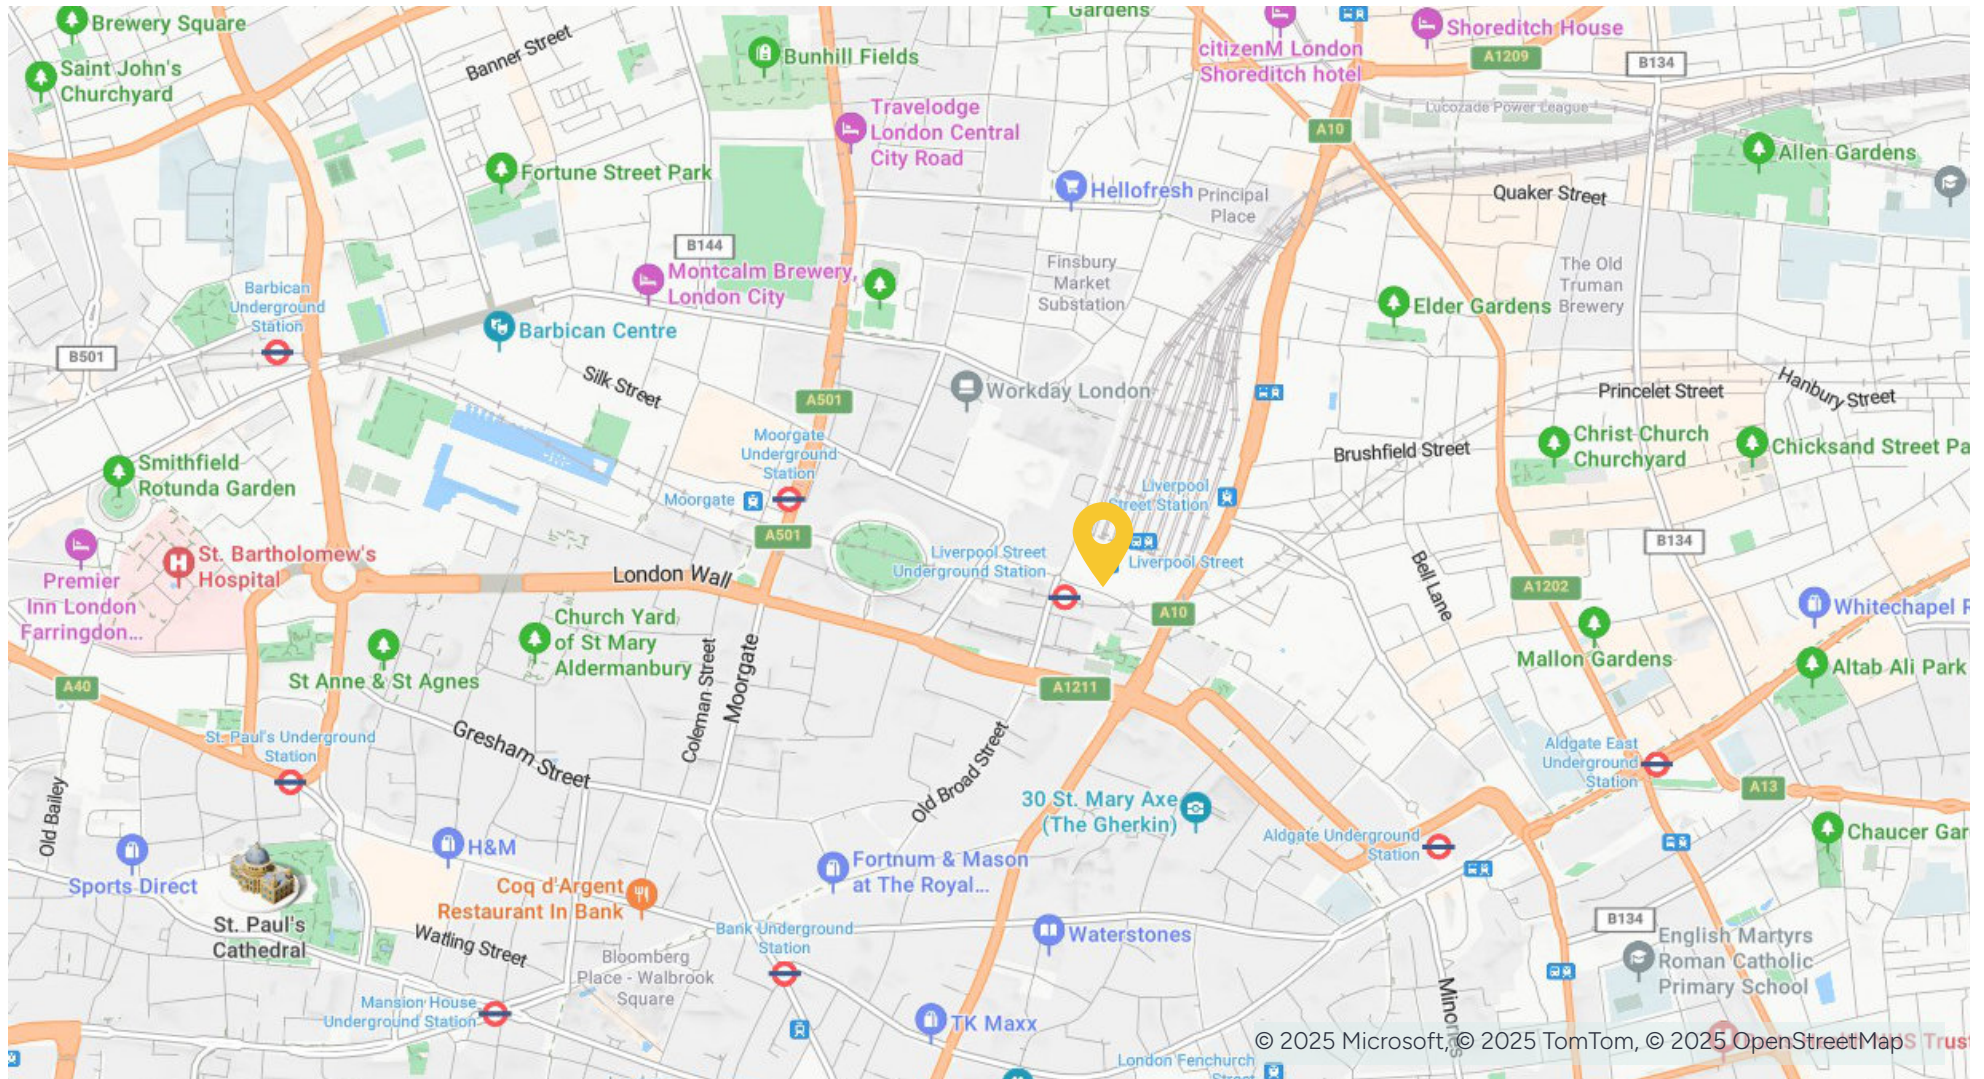 Brewery Square
Saint John's
Churchyard
Banner Street
Bunhill Fields
Gardens
citizenM London
Shoreditch hotel
Shoreditch House
A1209
B134
Lucozade Power League
Travelodge
London Central
City Road
A10
Allen Gardens
Fortune Street Park
Hellofresh
Principal
Place
Quaker Street
B144
Montcalm Brewery,
London City
Finsbury
Market
Substation
The Old
Truman
Brewery
Barbican
Underground
Station
Barbican Centre
Elder Gardens
B501
Silk Street
A501
Workday London
Princelet Street
Hanbury Street
Moorgate
Underground
Station
Moorgate
Brushfield Street
Christ Church
Churchyard
Chicksand Street Pa
Smithfield
Rotunda Garden
Liverpool
Street Station
A501
B134
Premier
Inn London
Farringdon...
St. Bartholomew's
Hospital
London Wall
Liverpool Street
Underground Station
Liverpool Street
Bell Lane
A1202
Whitechapel R
A10
Church Yard
of St Mary
Aldermanbury
Mallon Gardens
Altab Ali Park
St Anne & St Agnes
A40
Coleman Street
Moorgate
A1211
St. Paul's Underground
Station
Gresham Street
Old Broad Street
Aldgate East
Underground
Station
A13
Old Bailey
30 St. Mary Axe
(The Gherkin)
Aldgate Underground
Station
Chaucer Gar
Sports Direct
H&M
Fortnum & Mason
at The Royal...
Coq d'Argent
Restaurant In Bank
St. Paul's
Cathedral
Watling Street
Bank Underground
Station
Waterstones
B134
English Martyrs
Roman Catholic
Primary School
Bloomberg
Place - Walbrook
Square
Mansion House
Underground Station
TK Maxx
Minories
London Fenchurch
Street
© 2025 Microsoft, © 2025 TomTom, © 2025 OpenStreetMap
Trus